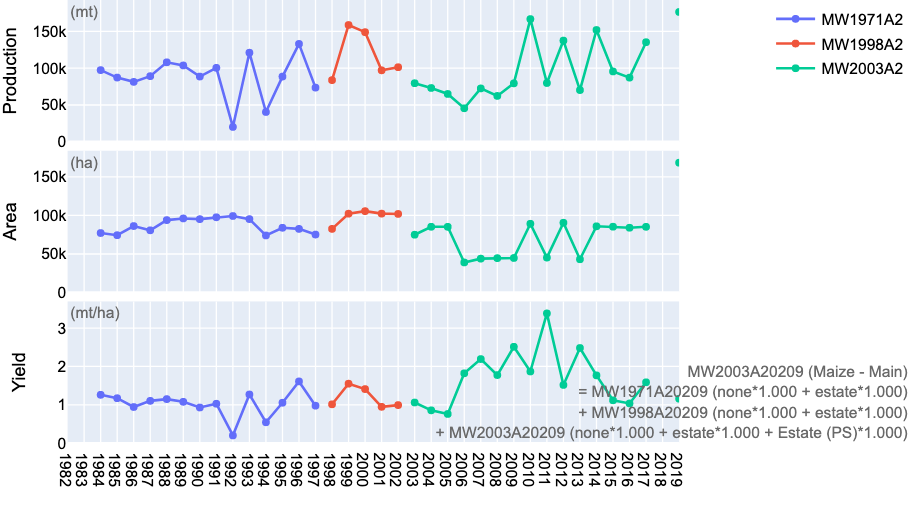 (mt)
150k
100k
50k
0
Production
MW1971A2
MW1998A2
MW2003A2
(ha)
150k
100k
50k
0
Area
(mt/ha)
3
2
1
0
Yield
MW2003A20209 (Maize - Main)
= MW1971A20209 (none*1.000 + estate*1.000)
+ MW1998A20209 (none*1.000 + estate*1.000)
+ MW2003A20209 (none*1.000 + estate*1.000 + Estate (PS)*1.000)
1982
1983
1984
1985
1986
1987
1988
1989
1990
1991
1992
1993
1994
1995
1996
1997
1998
1999
2000
2001
2002
2003
2004
2005
2006
2007
2008
2009
2010
2011
2012
2013
2014
2015
2016
2017
2018
2019